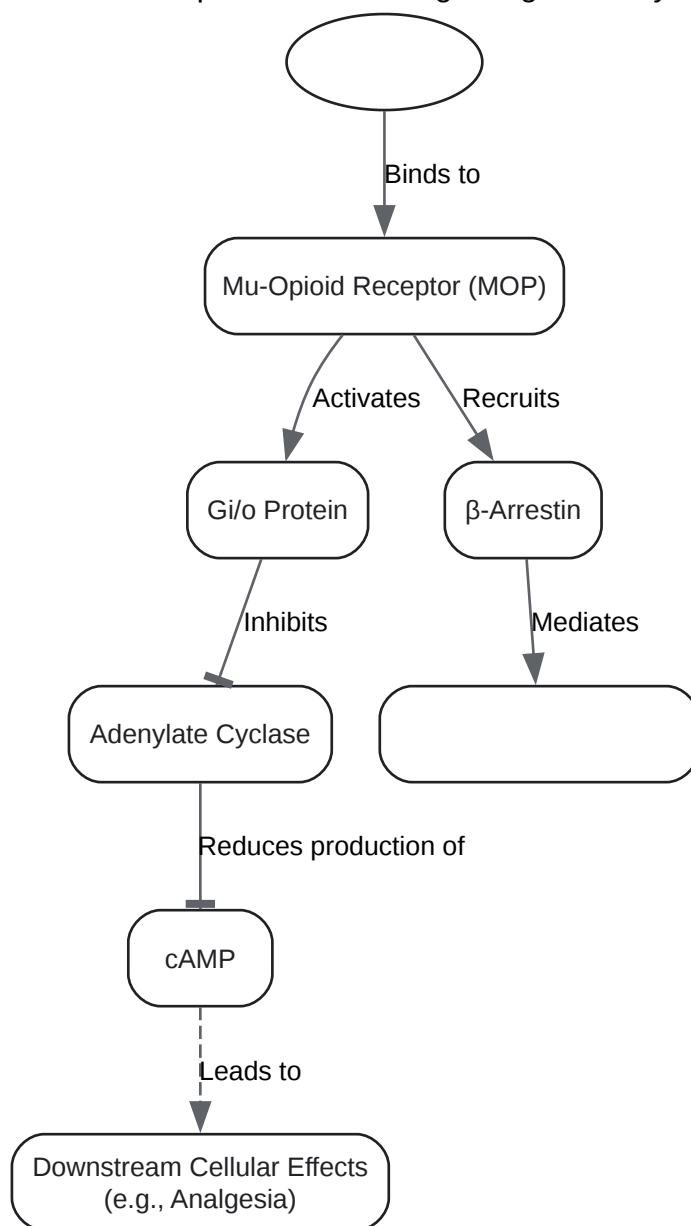 Binds to
Mu-Opioid Receptor (MOP)
Activates
Recruits
Gi/o Protein
β-Arrestin
Inhibits
Mediates
Adenylate Cyclase
Reduces production of
cAMP
Leads to
Downstream Cellular Effects
(e.g., Analgesia)